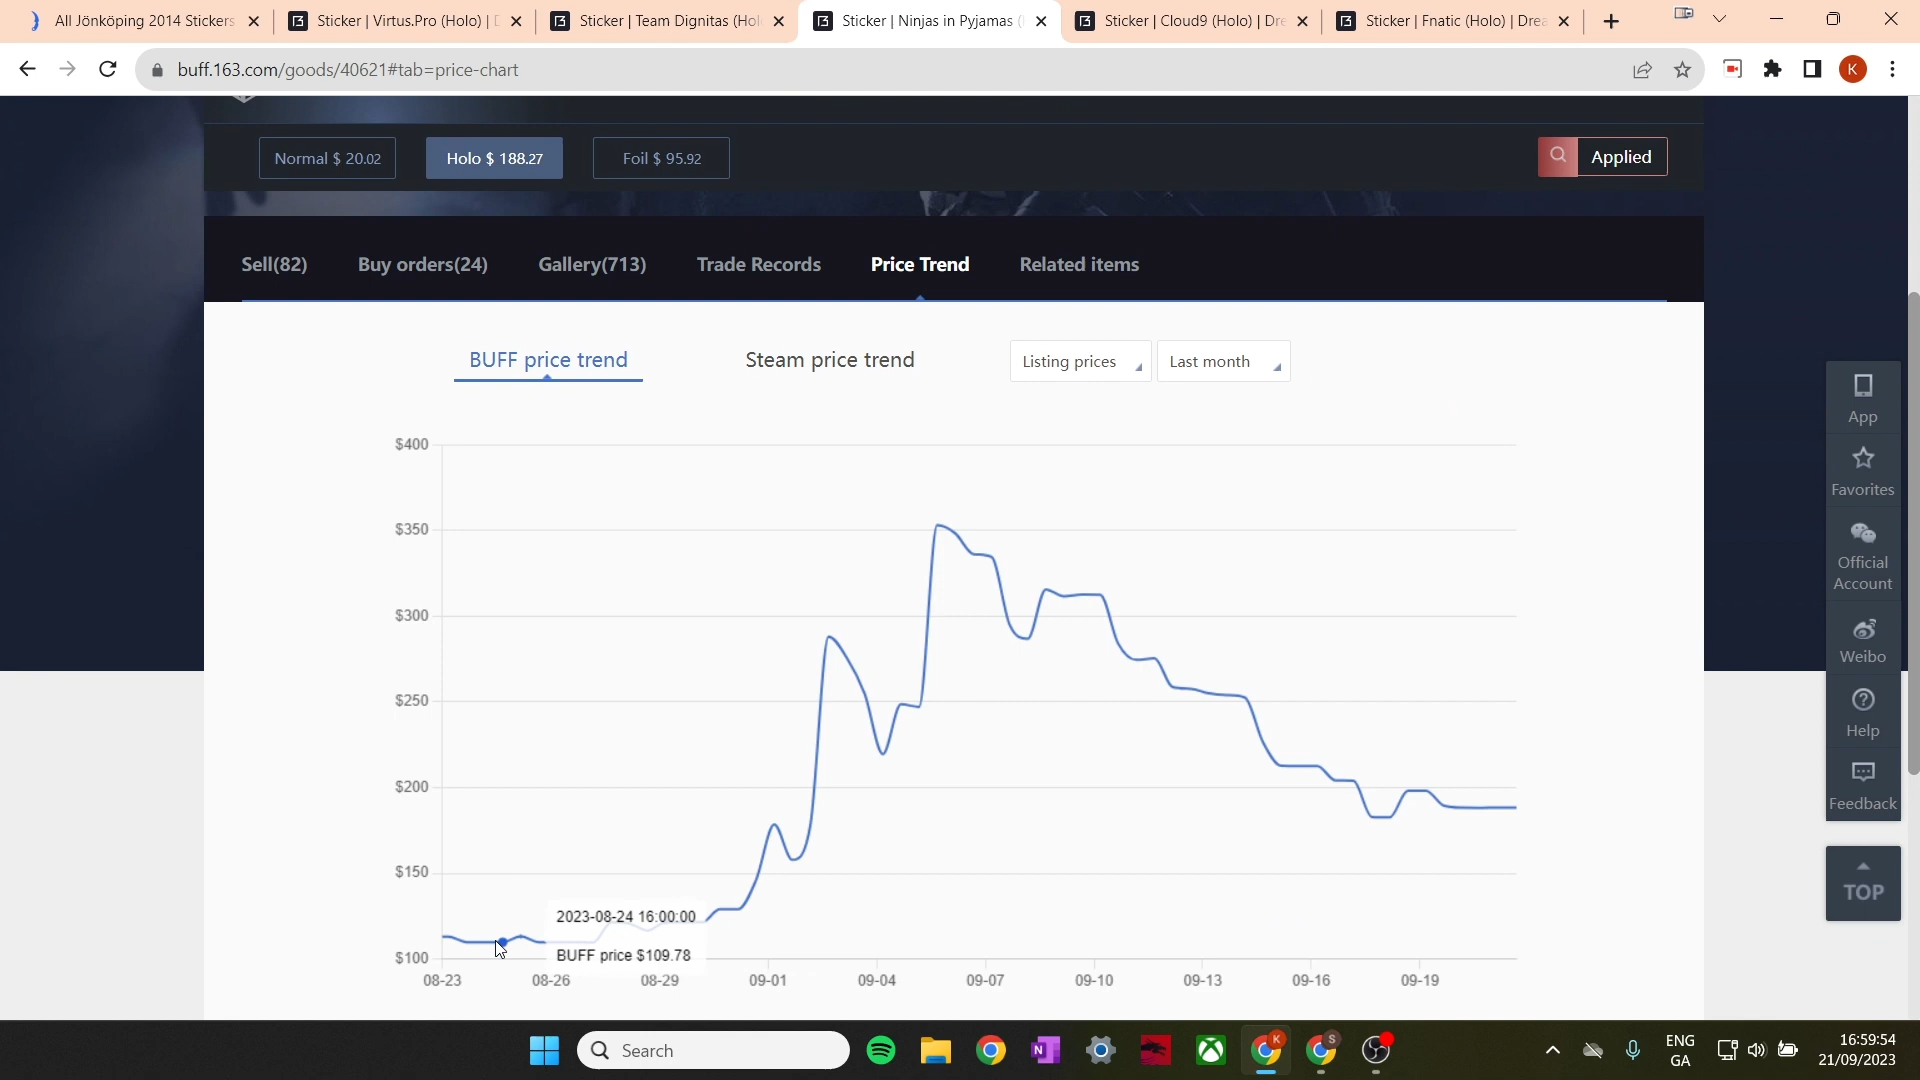 All Jönköping 2014 Stickers
Sticker | Virtus.Pro (Holo) | D
Sticker | Team Dignitas (Hol
Sticker | Ninjas in Pyjamas (
Sticker | Cloud9 (Holo) | Dre
Sticker | Fnatic (Holo) | Drea
buff.163.com/goods/40621#tab=price-chart
K
Normal $ 20.02
Holo $ 188.27
Foil $ 95.92
Applied
Sell(82)
Buy orders(24)
Gallery(713)
Trade Records
Price Trend
Related items
BUFF price trend
Steam price trend
Listing prices
Last month
$400
$350
$300
$250
$200
$150
$100
2023-08-24 16:00:00
BUFF price $109.78
08-23
08-26
08-29
09-01
09-04
09-07
09-10
09-13
09-16
09-19
App
Favorites
Official
Account
Weibo
Help
Feedback
TOP
Search
N
K
S
ENG
GA
16:59:54
21/09/2023